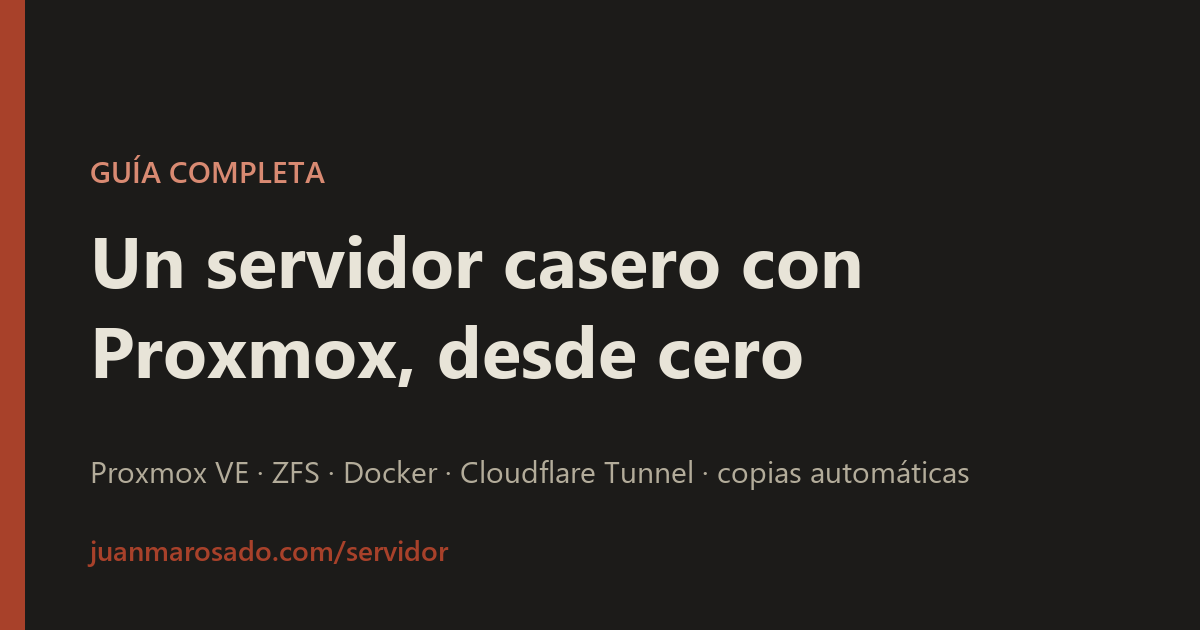 GUÍA COMPLETA
Un servidor casero con
Proxmox, desde cero
Proxmox VE · ZFS · Docker · Cloudflare Tunnel · copias automáticas
juanmarosado.com/servidor